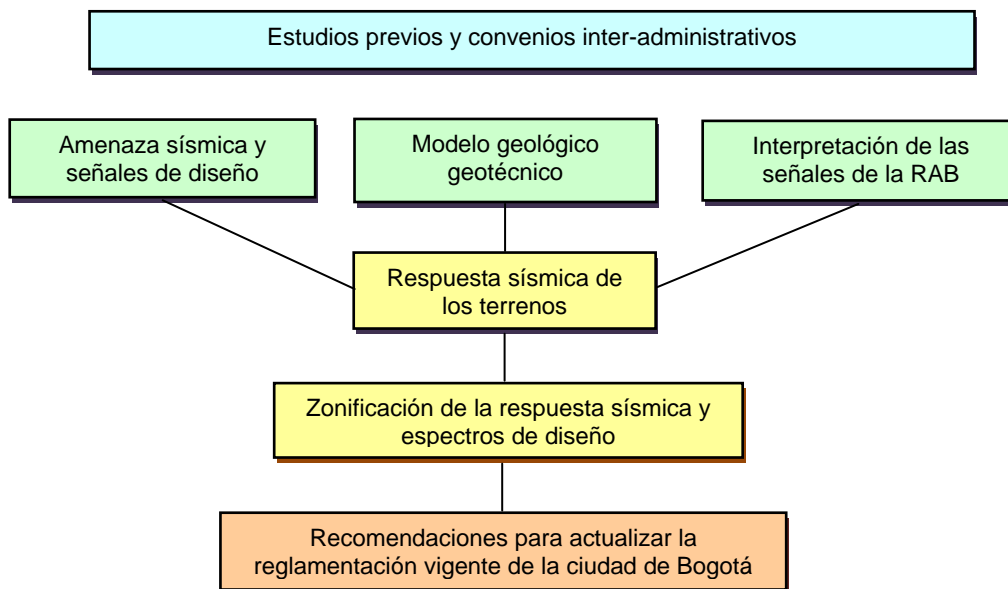 Estudios previos y convenios inter-administrativos
Amenaza sísmica y
señales de diseño
Modelo geológico
geotécnico
Interpretación de las
señales de la RAB
Respuesta sísmica de
los terrenos
Zonificación de la respuesta sísmica y
espectros de diseño
Recomendaciones para actualizar la
reglamentación vigente de la ciudad de Bogotá